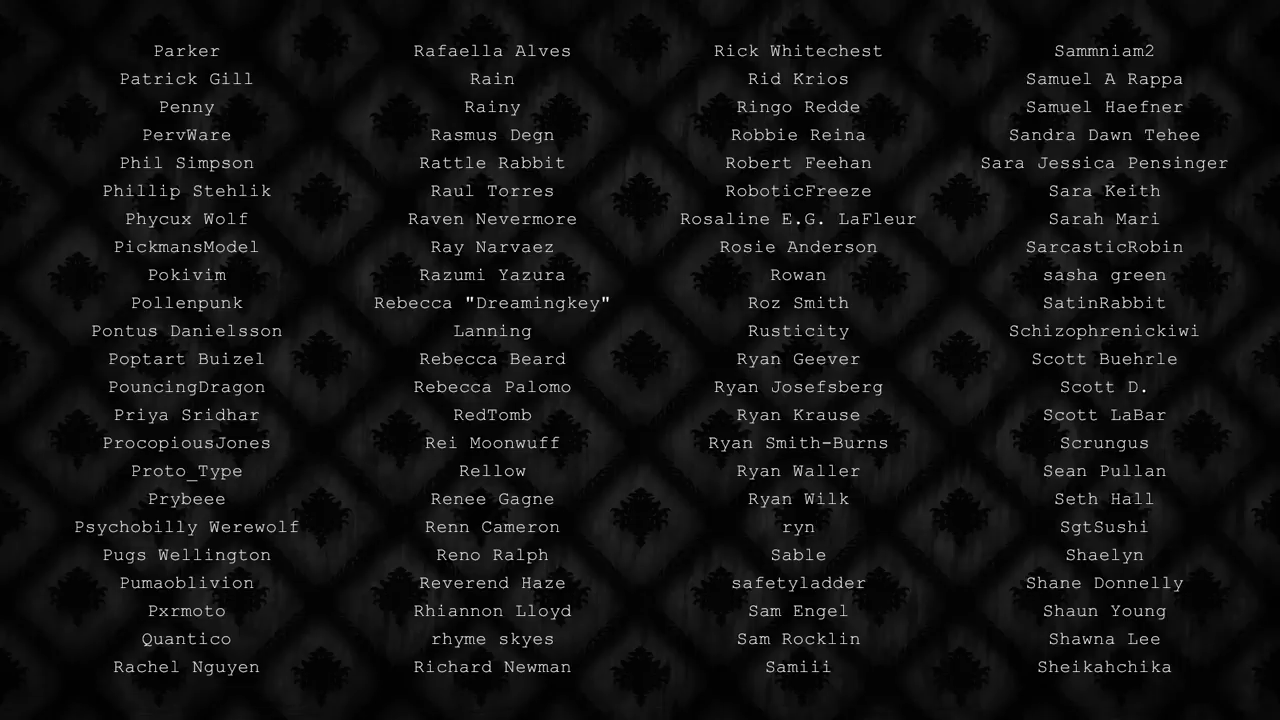 Parker
Patrick Gill
Penny
PervWare
Phil Simpson
Phillip Stehlik
Phycux Wolf
PickmansModel
Pokivim
Pollenpunk
Pontus Danielsson
Poptart Buizel
PouncingDragon
Priya Sridhar
ProcopiousJones
Proto_Type
Prybeee
Psychobilly Werewolf
Pugs Wellington
Pumaoblivion
Pxrmoto
Quantico
Rachel Nguyen
Rafaella Alves
Rain
Rainy
Rasmus Degn
Rattle Rabbit
Raul Torres
Raven Nevermore
Ray Narvaez
Razumi Yazura
Rebecca "Dreamingkey"
Lanning
Rebecca Beard
Rebecca Palomo
RedTomb
Rei Moonwuff
Rellow
Renee Gagne
Renn Cameron
Reno Ralph
Reverend Haze
Rhiannon Lloyd
rhyme skyes
Richard Newman
Rick Whitechest
Rid Krios
Ringo Redde
Robbie Reina
Robert Feehan
RoboticFreeze
Rosaline E.G. LaFleur
Rosie Anderson
Rowan
Roz Smith
Rusticity
Ryan Geever
Ryan Josefsberg
Ryan Krause
Ryan Smith-Burns
Ryan Waller
Ryan Wilk
ryn
Sable
safetyladder
Sam Engel
Sam Rocklin
Samiii
Sammniam2
Samuel A Rappa
Samuel Haefner
Sandra Dawn Tehee
Sara Jessica Pensinger
Sara Keith
Sarah Mari
SarcasticRobin
sasha green
SatinRabbit
Schizophrenickiwi
Scott Buehrle
Scott D.
Scott LaBar
Scrungus
Sean Pullan
Seth Hall
SgtSushi
Shaelyn
Shane Donnelly
Shaun Young
Shawna Lee
Sheikahchika